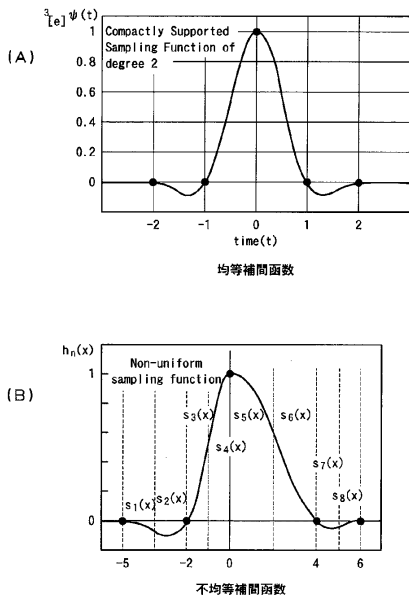 (A)
³[e]ψ(t)
Compactly Supported
Sampling Function of
degree 2
1
0.8
0.6
0.4
0.2
0
-2 -1 0 1 2
time(t)
均等補間函数
(B)
hn(x)
Non-uniform
sampling function
1
s3(x) s5(x) s6(x)
s4(x)
s7(x)
s1(x) s2(x) s8(x)
0
-5 -2 0 4 6
不均等補間函数